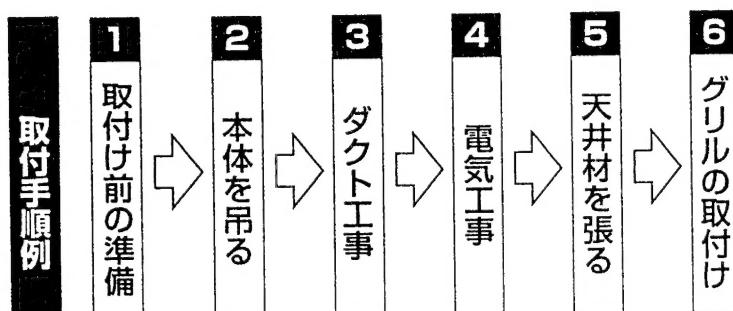 取付手順例
1
取付け前の準備
2
本体を吊る
3
ダクト工事
4
電気工事
5
天井材を張る
6
グリルの取付け